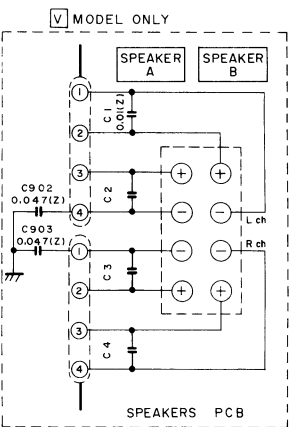 V MODEL ONLY
SPEAKER A
SPEAKER B
1
C1
0.01(Z)
2
3
C902
0.047(Z)
C2
+ +
4
− −
L ch
C903
0.047(Z)
1
− −
R ch
C3
2
+ +
3
C4
4
SPEAKERS PCB